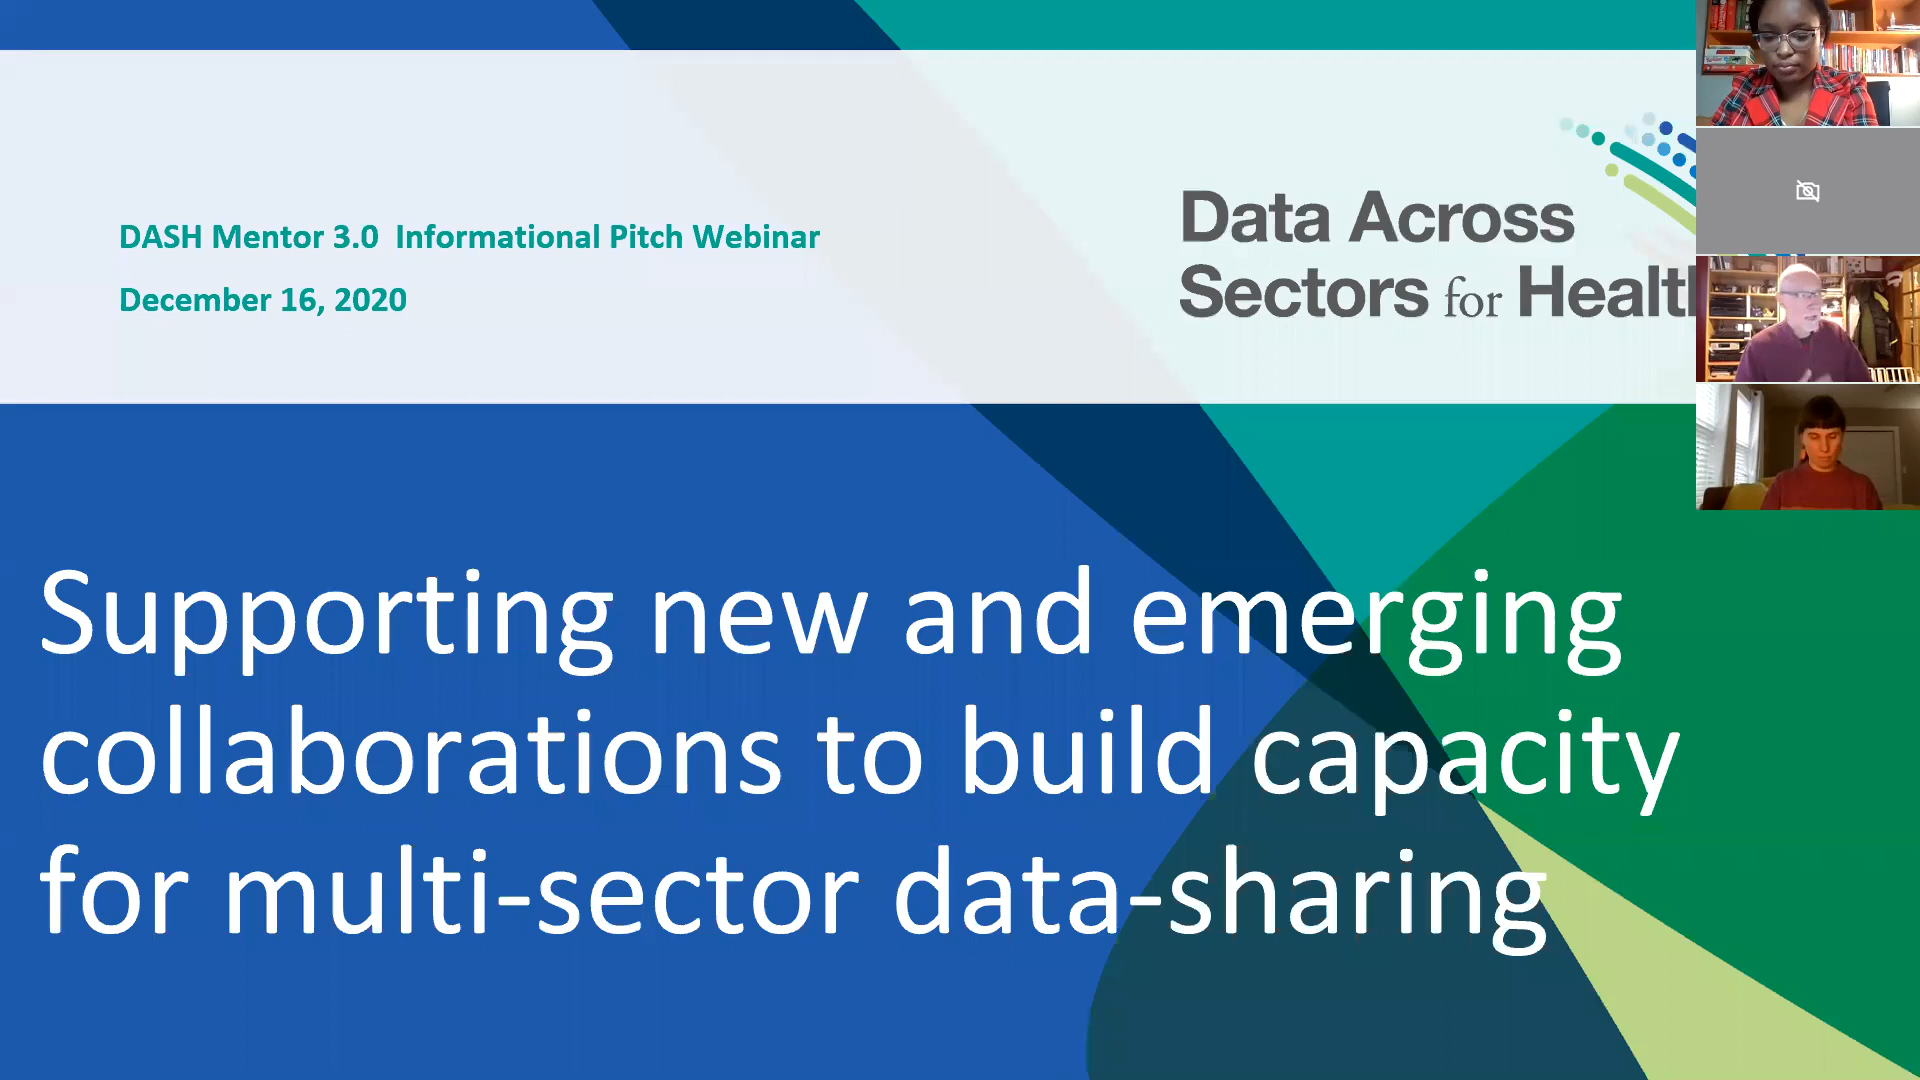 DASH Mentor 3.0 Informational Pitch Webinar
December 16, 2020
Data Across
Sectors for Healt
Supporting new and emerging
collaborations to build capacity
for multi-sector data-sharing